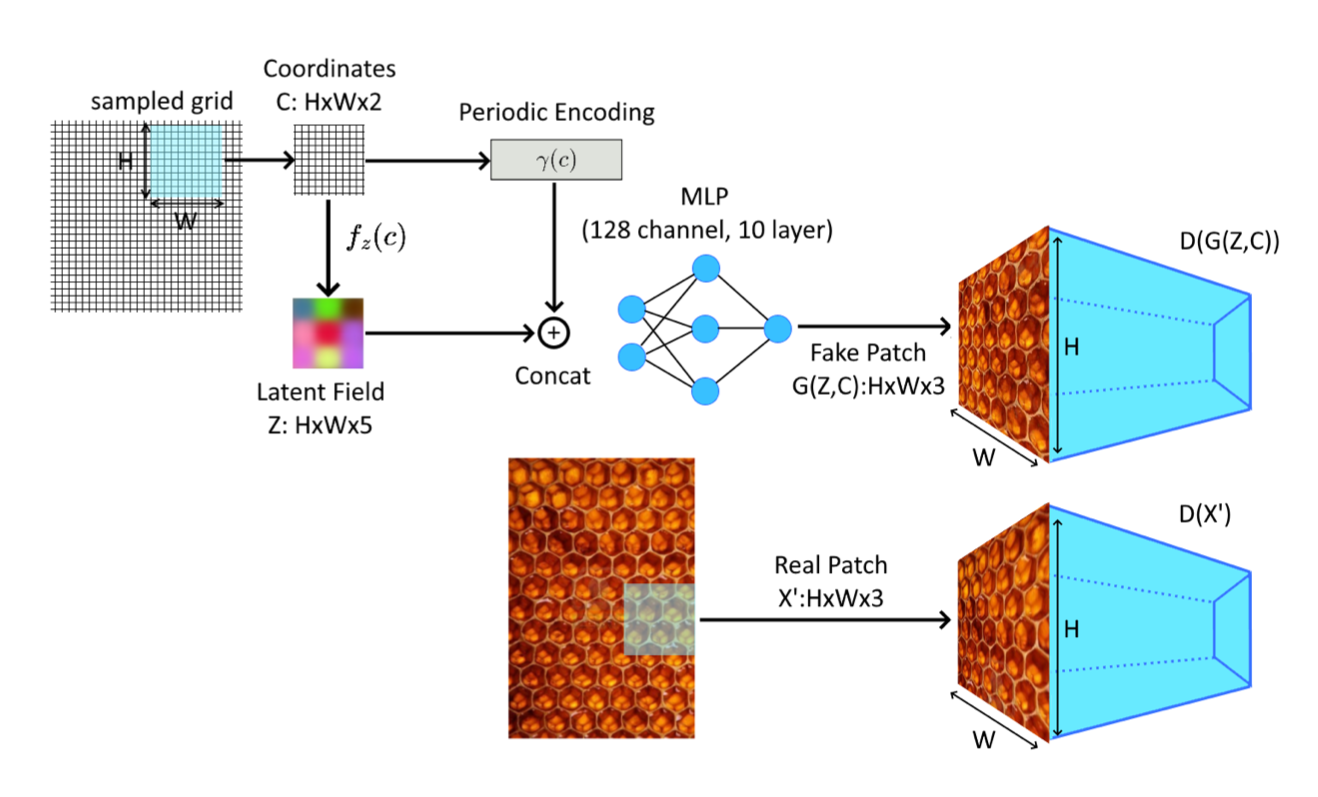 sampled grid
H
W
Coordinates
C: HxWx2
f_z(c)
Latent Field
Z: HxWx5
Periodic Encoding
γ(c)
+
Concat
MLP
(128 channel, 10 layer)
Fake Patch
G(Z,C):HxWx3
D(G(Z,C))
H
W
Real Patch
X':HxWx3
D(X')
H
W